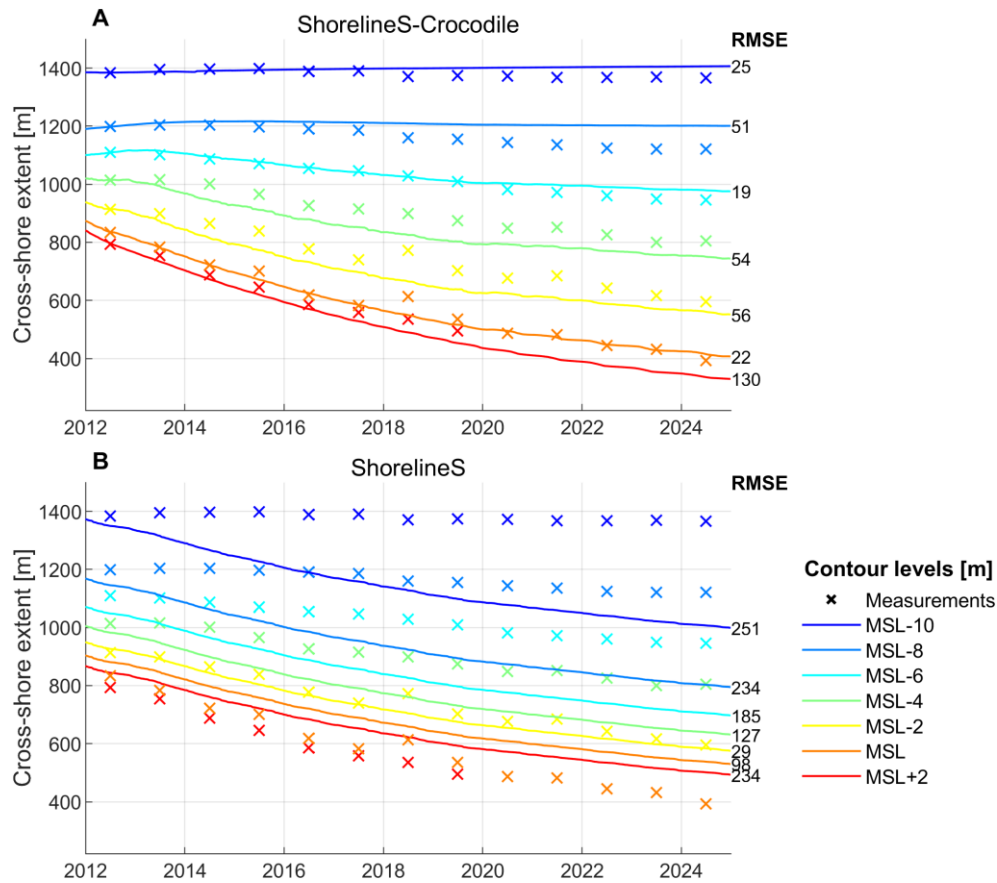 A
ShorelineS-Crocodile
RMSE
Cross-shore extent [m]
1400
1200
1000
800
600
400
25
51
19
54
56
22
130
2012 2014 2016 2018 2020 2022 2024
B
ShorelineS
RMSE
Cross-shore extent [m]
1400
1200
1000
800
600
400
251
234
185
127
29
98
234
2012 2014 2016 2018 2020 2022 2024
Contour levels [m]
Measurements
MSL-10
MSL-8
MSL-6
MSL-4
MSL-2
MSL
MSL+2